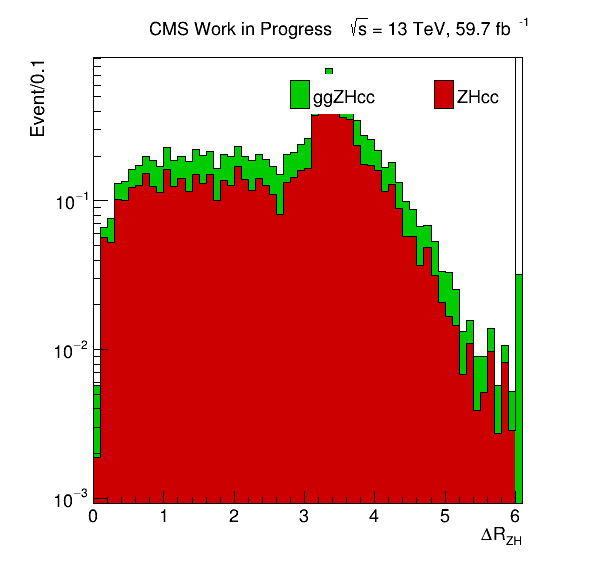 CMS Work in Progress √s = 13 TeV, 59.7 fb⁻¹
Event/0.1
ggZHcc ZHcc
10⁻¹
10⁻²
10⁻³
0 1 2 3 4 5 6
ΔR_ZH